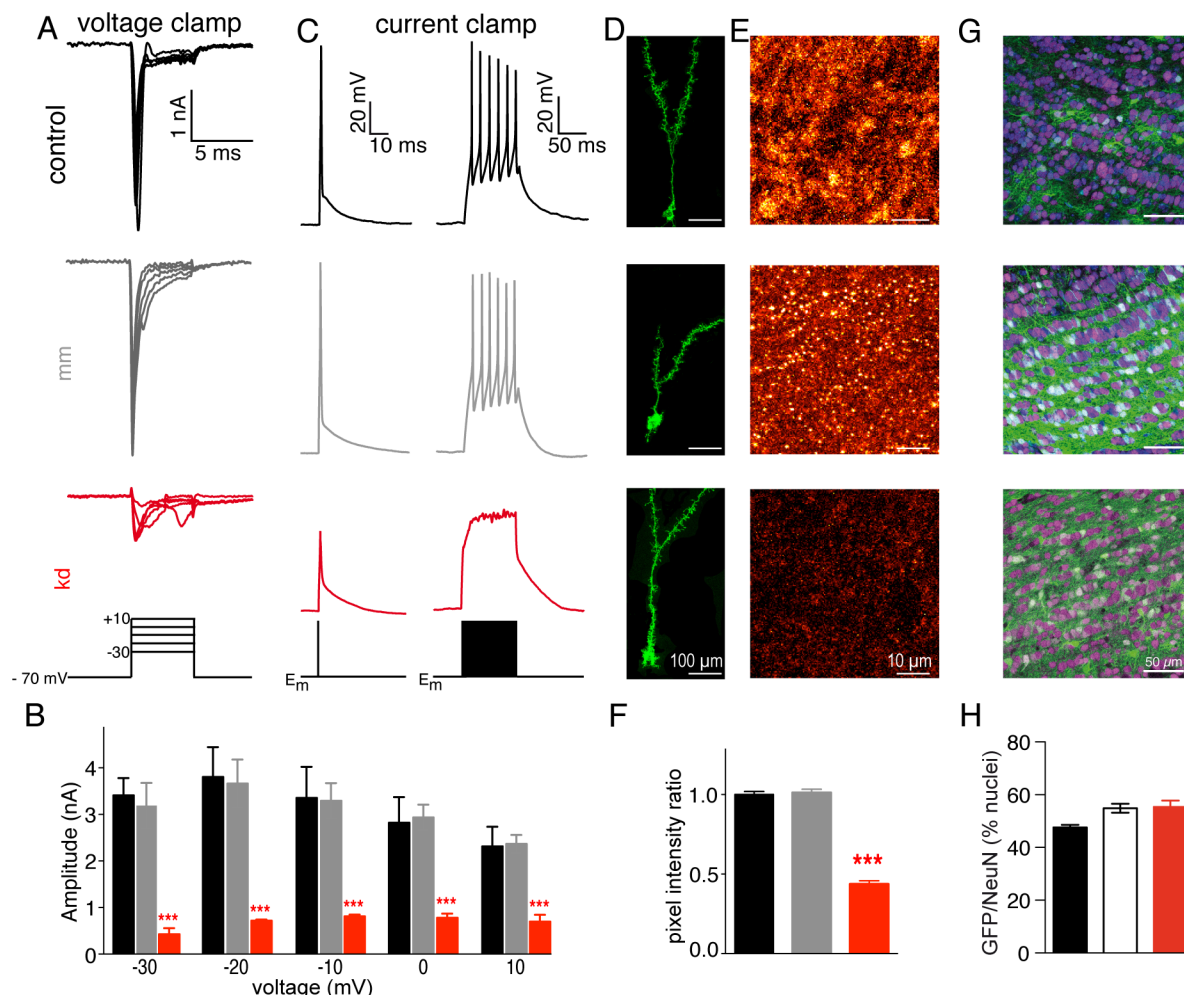 A
voltage clamp
C
current clamp
D
E
G
control
1 nA
5 ms
20 mV
10 ms
20 mV
50 ms
mm
kd
+10
-30
- 70 mV
Em
Em
100 µm
10 µm
50 µm
B
Amplitude (nA)
4
3
2
1
0
***
***
***
***
***
-30
-20
-10
0
10
voltage (mV)
F
pixel intensity ratio
1.0
0.5
0.0
***
H
GFP/NeuN (% nuclei)
80
60
40
20
0